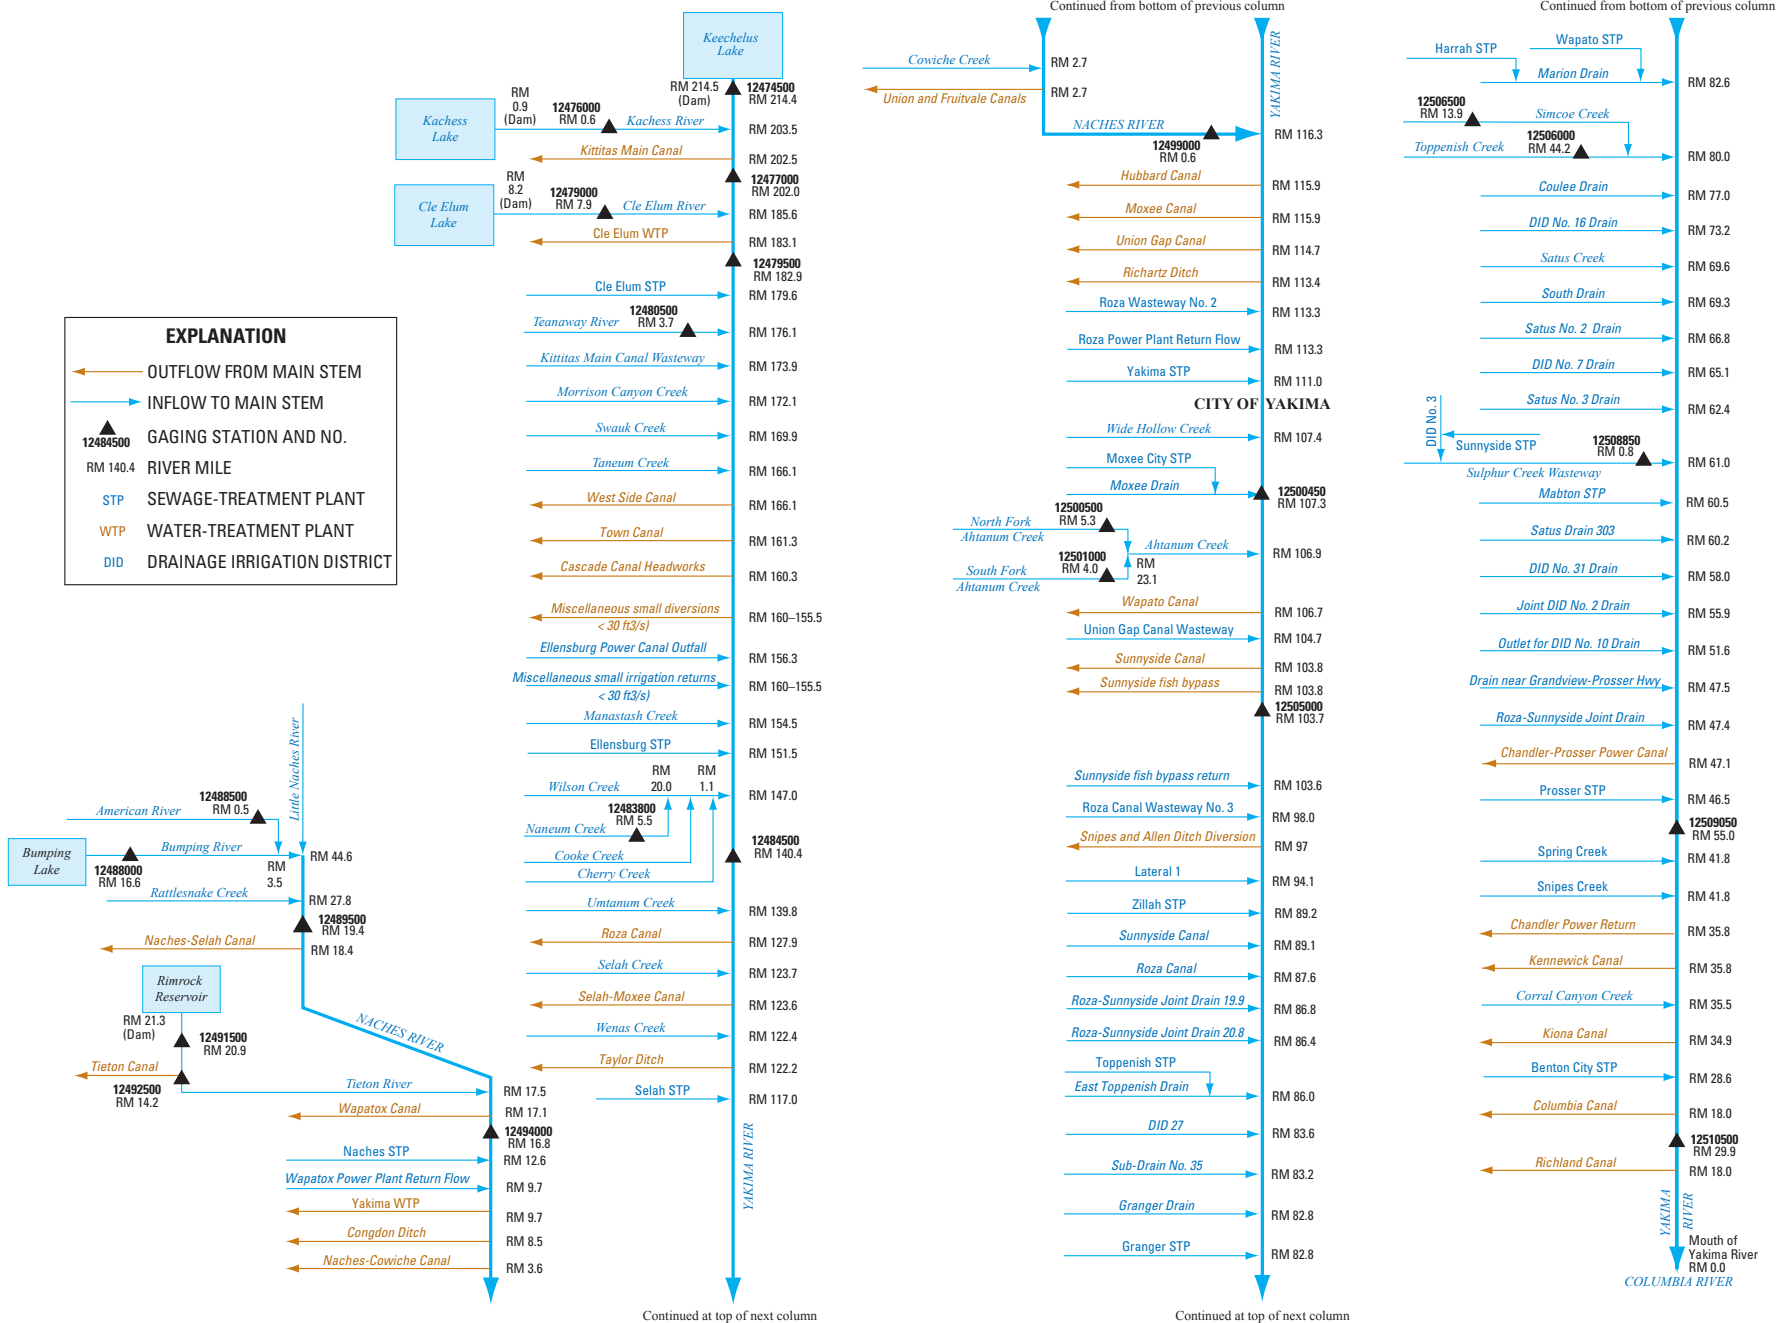 Keechelus
Lake
RM 214.5
(Dam)
12474500
RM 214.4
Kachess
Lake
RM
0.9
(Dam)
12476000
RM 0.6
Kachess River
RM 203.5
Kittitas Main Canal
RM 202.5
12477000
RM 202.0
Cle Elum
Lake
RM
8.2
(Dam)
12479000
RM 7.9
Cle Elum River
RM 185.6
Cle Elum WTP
RM 183.1
12479500
RM 182.9
Cle Elum STP
RM 179.6
Teanaway River
12480500
RM 3.7
RM 176.1
Kittitas Main Canal Wasteway
RM 173.9
Morrison Canyon Creek
RM 172.1
Swauk Creek
RM 169.9
Taneum Creek
RM 166.1
West Side Canal
RM 166.1
Town Canal
RM 161.3
Cascade Canal Headworks
RM 160.3
Miscellaneous small diversions
< 30 ft3/s)
RM 160–155.5
Ellensburg Power Canal Outfall
RM 156.3
Miscellaneous small irrigation returns
< 30 ft3/s)
RM 160–155.5
Manastash Creek
RM 154.5
Ellensburg STP
RM 151.5
Wilson Creek
RM
20.0
RM
1.1
RM 147.0
Naneum Creek
12483800
RM 5.5
Cooke Creek
Cherry Creek
12484500
RM 140.4
Umtanum Creek
RM 139.8
Roza Canal
RM 127.9
Selah Creek
RM 123.7
Selah-Moxee Canal
RM 123.6
Wenas Creek
RM 122.4
Taylor Ditch
RM 122.2
Selah STP
RM 117.0
YAKIMA RIVER
Continued at top of next column
EXPLANATION
OUTFLOW FROM MAIN STEM
INFLOW TO MAIN STEM
12484500
GAGING STATION AND NO.
RM 140.4
RIVER MILE
STP
SEWAGE-TREATMENT PLANT
WTP
WATER-TREATMENT PLANT
DID
DRAINAGE IRRIGATION DISTRICT
Little Naches River
American River
12488500
RM 0.5
Bumping
Lake
12488000
RM 16.6
Bumping River
RM
3.5
RM 44.6
Rattlesnake Creek
RM 27.8
12489500
RM 19.4
Naches-Selah Canal
RM 18.4
Rimrock
Reservoir
RM 21.3
(Dam)
12491500
RM 20.9
Tieton Canal
12492500
RM 14.2
NACHES RIVER
Tieton River
RM 17.5
Wapatox Canal
RM 17.1
12494000
RM 16.8
Naches STP
RM 12.6
Wapatox Power Plant Return Flow
RM 9.7
Yakima WTP
RM 9.7
Congdon Ditch
RM 8.5
Naches-Cowiche Canal
RM 3.6
Continued from bottom of previous column
Cowiche Creek
RM 2.7
Union and Fruitvale Canals
RM 2.7
YAKIMA RIVER
NACHES RIVER
12499000
RM 0.6
RM 116.3
Hubbard Canal
RM 115.9
Moxee Canal
RM 115.9
Union Gap Canal
RM 114.7
Richartz Ditch
RM 113.4
Roza Wasteway No. 2
RM 113.3
Roza Power Plant Return Flow
RM 113.3
Yakima STP
RM 111.0
CITY OF YAKIMA
Wide Hollow Creek
RM 107.4
Moxee City STP
Moxee Drain
12500450
RM 107.3
North Fork
Ahtanum Creek
12500500
RM 5.3
Ahtanum Creek
RM 106.9
South Fork
Ahtanum Creek
12501000
RM 4.0
RM
23.1
Wapato Canal
RM 106.7
Union Gap Canal Wasteway
RM 104.7
Sunnyside Canal
RM 103.8
Sunnyside fish bypass
RM 103.8
12505000
RM 103.7
Sunnyside fish bypass return
RM 103.6
Roza Canal Wasteway No. 3
RM 98.0
Snipes and Allen Ditch Diversion
RM 97
Lateral 1
RM 94.1
Zillah STP
RM 89.2
Sunnyside Canal
RM 89.1
Roza Canal
RM 87.6
Roza-Sunnyside Joint Drain 19.9
RM 86.8
Roza-Sunnyside Joint Drain 20.8
RM 86.4
Toppenish STP
East Toppenish Drain
RM 86.0
DID 27
RM 83.6
Sub-Drain No. 35
RM 83.2
Granger Drain
RM 82.8
Granger STP
RM 82.8
Continued at top of next column
Continued from bottom of previous column
Harrah STP
Wapato STP
Marion Drain
RM 82.6
12506500
RM 13.9
Simcoe Creek
Toppenish Creek
12506000
RM 44.2
RM 80.0
Coulee Drain
RM 77.0
DID No. 16 Drain
RM 73.2
Satus Creek
RM 69.6
South Drain
RM 69.3
Satus No. 2 Drain
RM 66.8
DID No. 7 Drain
RM 65.1
Satus No. 3 Drain
RM 62.4
DID No. 3
Sunnyside STP
12508850
RM 0.8
Sulphur Creek Wasteway
RM 61.0
Mabton STP
RM 60.5
Satus Drain 303
RM 60.2
DID No. 31 Drain
RM 58.0
Joint DID No. 2 Drain
RM 55.9
Outlet for DID No. 10 Drain
RM 51.6
Drain near Grandview-Prosser Hwy
RM 47.5
Roza-Sunnyside Joint Drain
RM 47.4
Chandler-Prosser Power Canal
RM 47.1
Prosser STP
RM 46.5
12509050
RM 55.0
Spring Creek
RM 41.8
Snipes Creek
RM 41.8
Chandler Power Return
RM 35.8
Kennewick Canal
RM 35.8
Corral Canyon Creek
RM 35.5
Kiona Canal
RM 34.9
Benton City STP
RM 28.6
Columbia Canal
RM 18.0
12510500
RM 29.9
Richland Canal
RM 18.0
YAKIMA
RIVER
Mouth of
Yakima River
RM 0.0
COLUMBIA RIVER